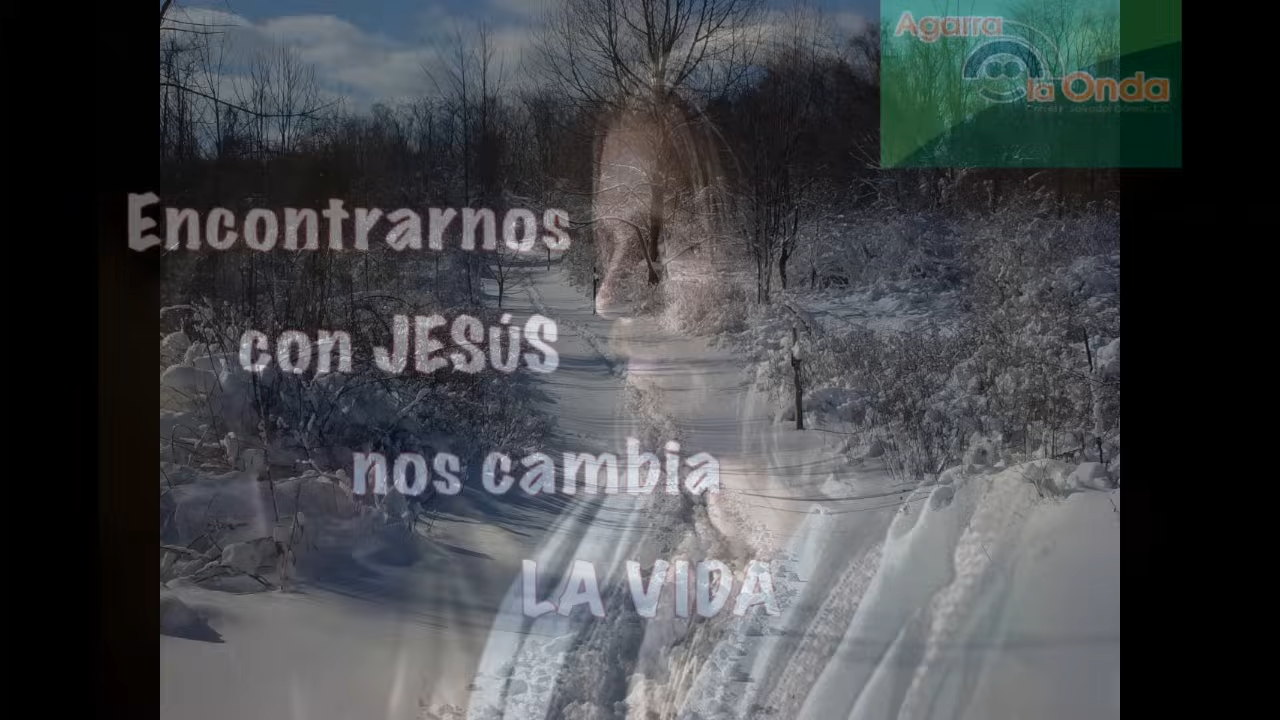 Agarra
la Onda
Encontrarnos
con JESÚS
nos cambia
LA VIDA